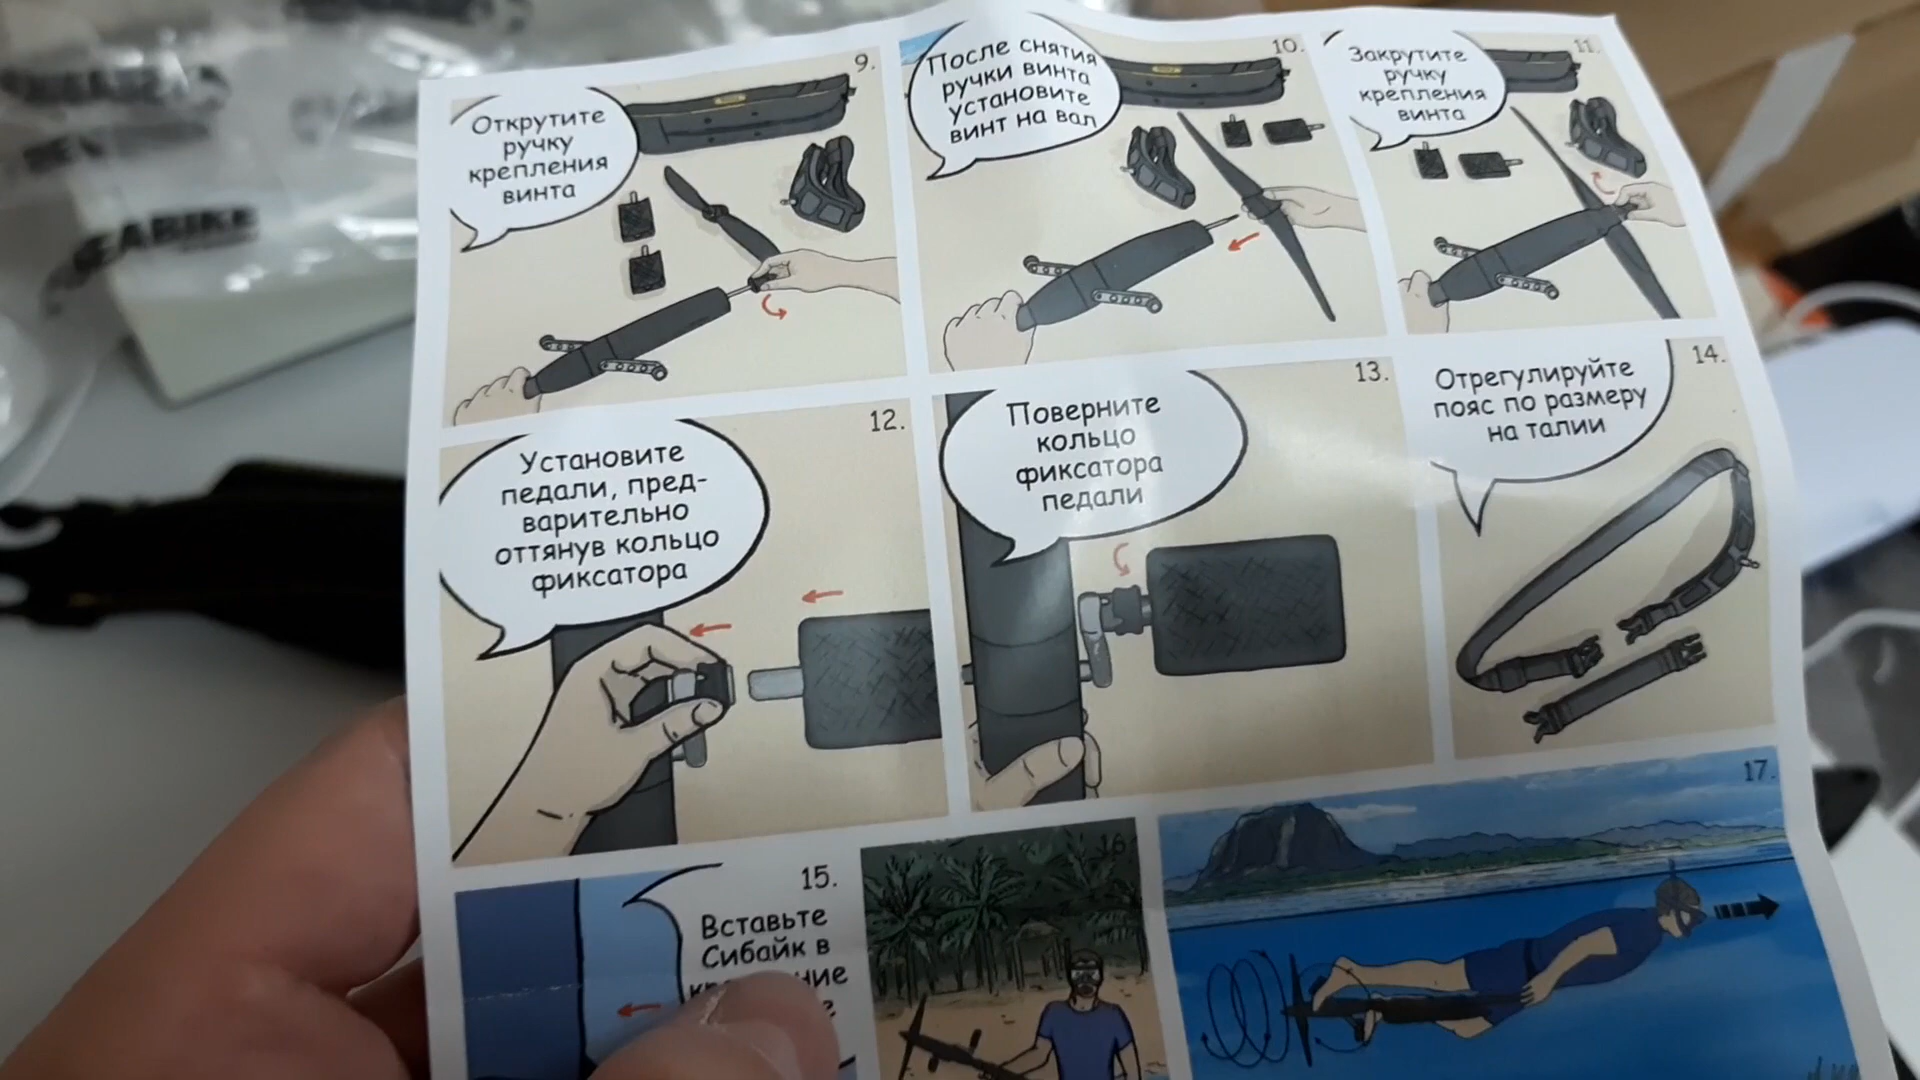 9.
Открутите
ручку
крепления
винта
10.
После снятия
ручки винта
установите
винт на вал
11.
Закрутите
ручку
крепления
винта
12.
Установите
педали, пред-
варительно
оттянув кольцо
фиксатора
13.
Поверните
кольцо
фиксатора
педали
14.
Отрегулируйте
пояс по размеру
на талии
15.
Вставьте
Сибайк в
16
17.